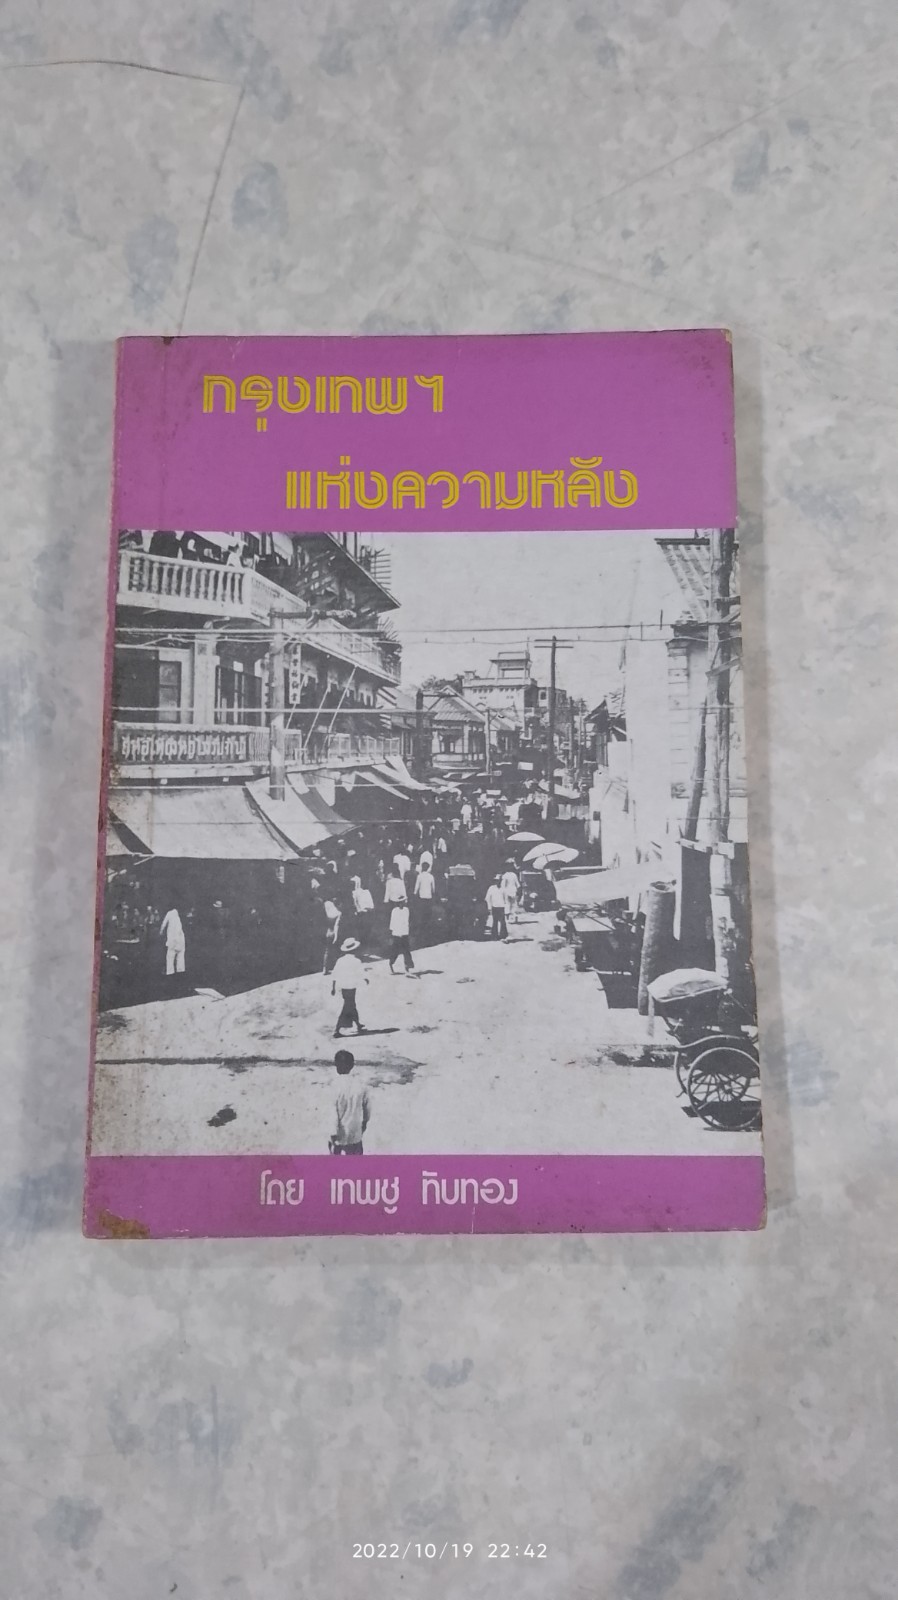 กรุงเทพฯ
แห่งความหลัง
โดย เทพชู ทับทอง
2022/10/19 22:42